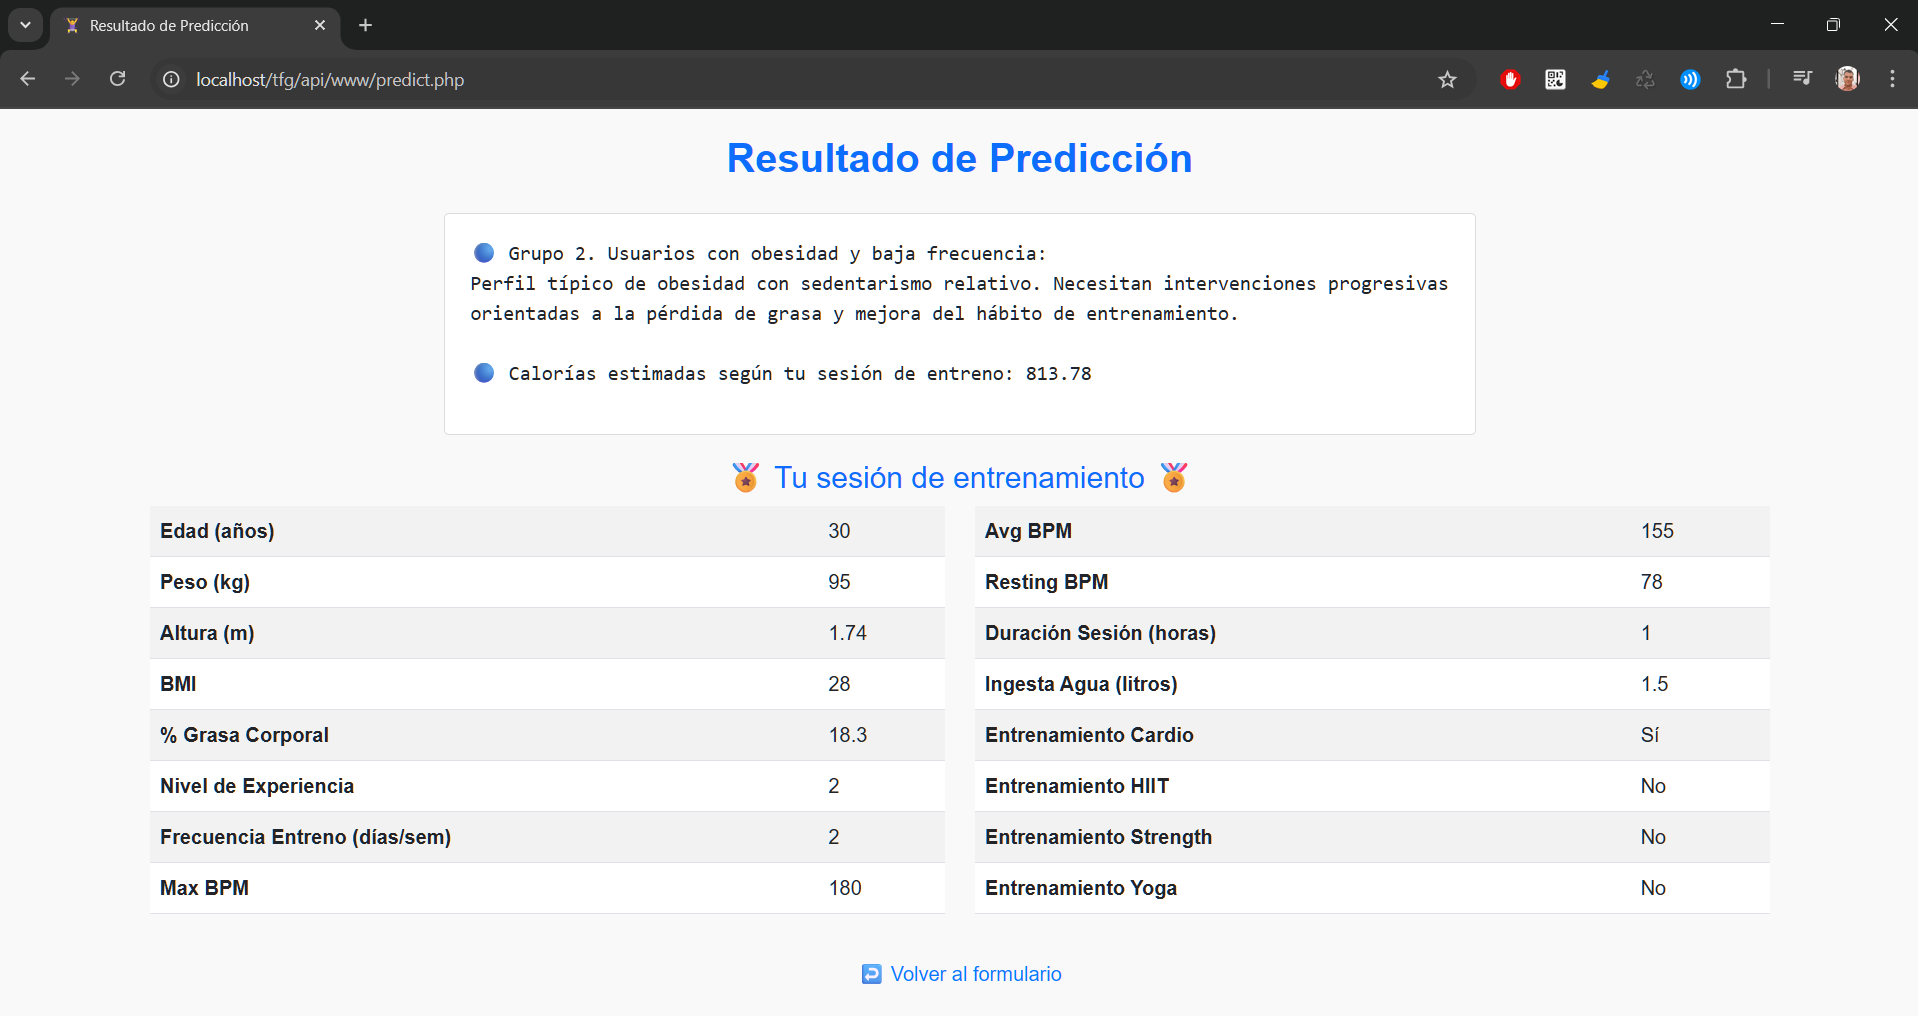 Resultado de Predicción
localhost/tfg/api/www/predict.php
Resultado de Predicción
Grupo 2. Usuarios con obesidad y baja frecuencia:
Perfil típico de obesidad con sedentarismo relativo. Necesitan intervenciones progresivas
orientadas a la pérdida de grasa y mejora del hábito de entrenamiento.
Calorías estimadas según tu sesión de entreno: 813.78
Tu sesión de entrenamiento
Edad (años) 30
Peso (kg) 95
Altura (m) 1.74
BMI 28
% Grasa Corporal 18.3
Nivel de Experiencia 2
Frecuencia Entreno (días/sem) 2
Max BPM 180
Avg BPM 155
Resting BPM 78
Duración Sesión (horas) 1
Ingesta Agua (litros) 1.5
Entrenamiento Cardio Sí
Entrenamiento HIIT No
Entrenamiento Strength No
Entrenamiento Yoga No
Volver al formulario